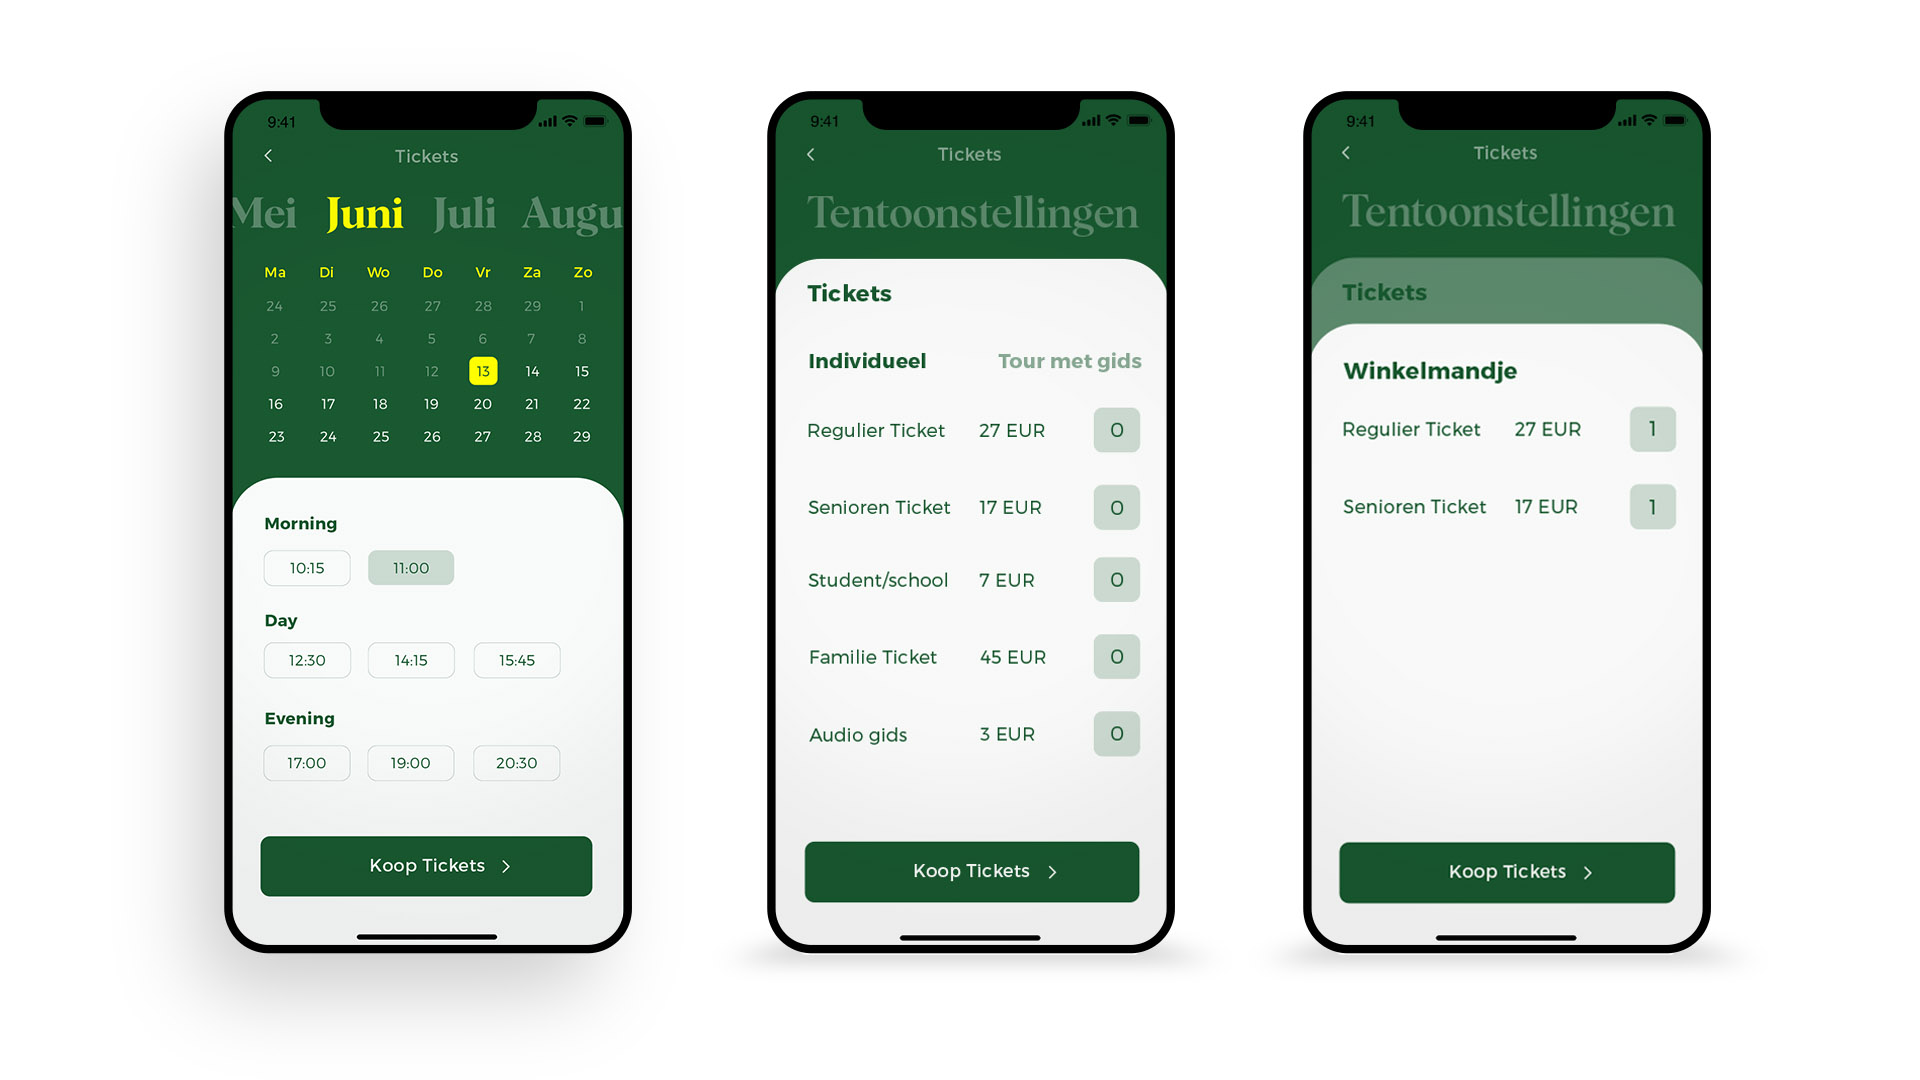 9:41
Tickets
Mei Juni Juli Augu
Ma Di Wo Do Vr Za Zo
24 25 26 27 28 29 1
2 3 4 5 6 7 8
9 10 11 12 13 14 15
16 17 18 19 20 21 22
23 24 25 26 27 28 29
Morning
10:15 11:00
Day
12:30 14:15 15:45
Evening
17:00 19:00 20:30
Koop Tickets
9:41
Tickets
Tentoonstellingen
Tickets
Individueel Tour met gids
Regulier Ticket 27 EUR 0
Senioren Ticket 17 EUR 0
Student/school 7 EUR 0
Familie Ticket 45 EUR 0
Audio gids 3 EUR 0
Koop Tickets
9:41
Tickets
Tentoonstellingen
Tickets
Winkelmandje
Regulier Ticket 27 EUR 1
Senioren Ticket 17 EUR 1
Koop Tickets